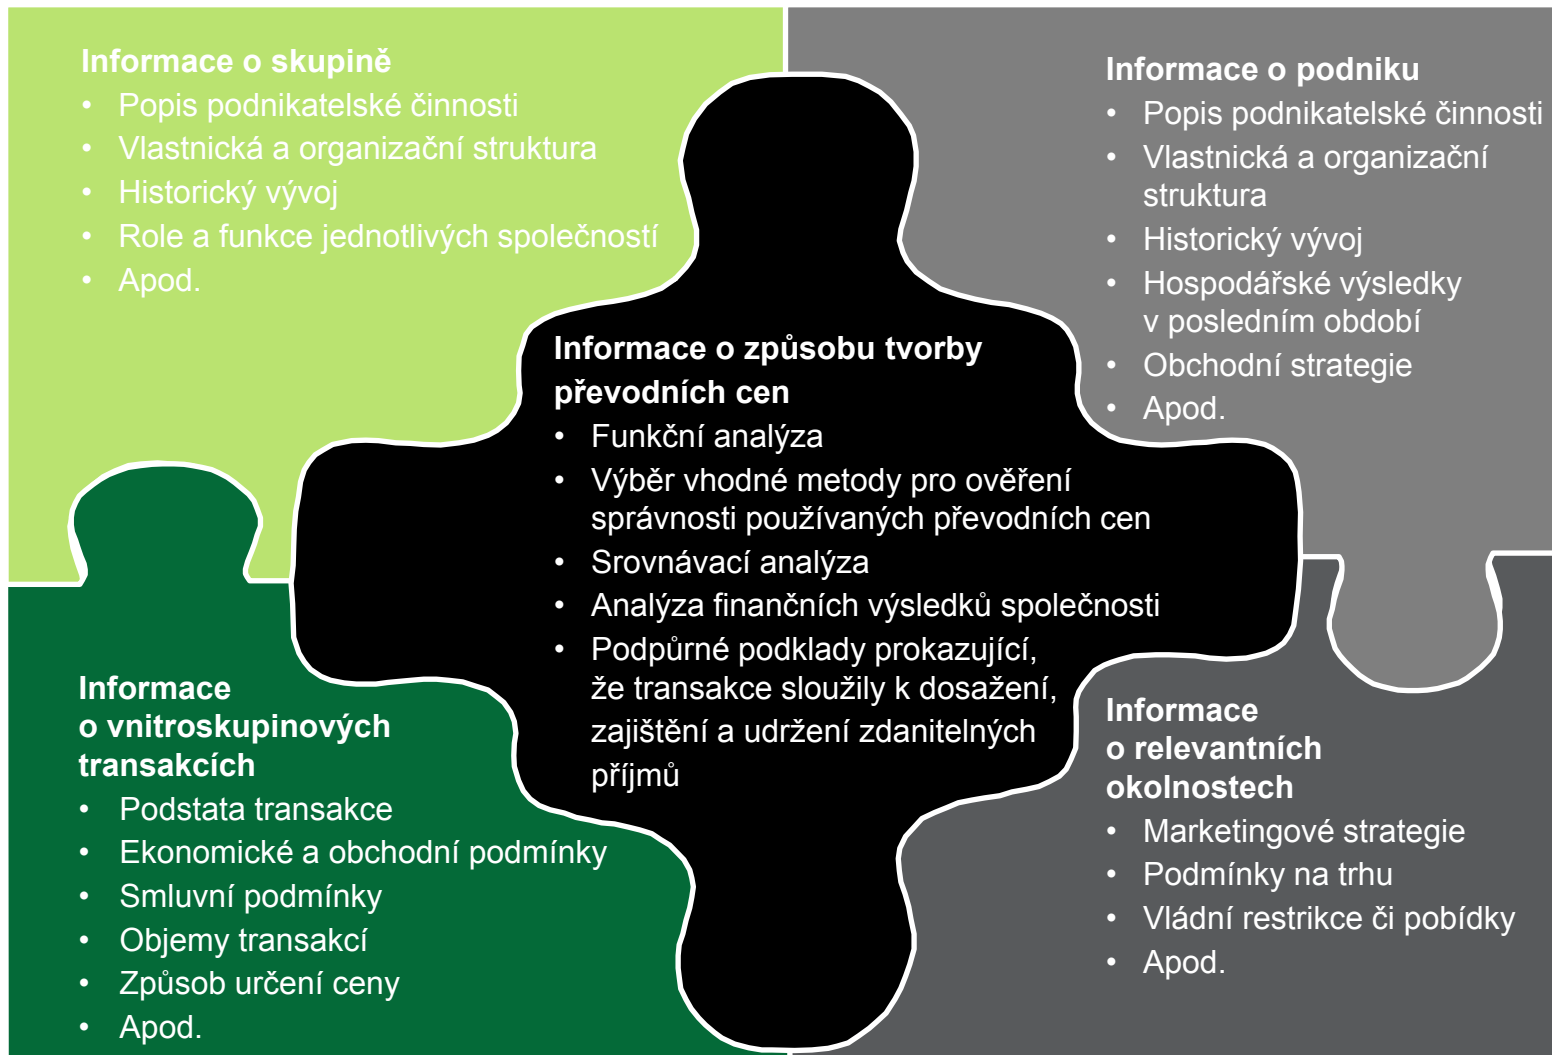 Informace o skupině
• Popis podnikatelské činnosti
• Vlastnická a organizační struktura
• Historický vývoj
• Role a funkce jednotlivých společností
• Apod.
Informace o podniku
• Popis podnikatelské činnosti
• Vlastnická a organizační
struktura
• Historický vývoj
• Hospodářské výsledky
v posledním období
• Obchodní strategie
• Apod.
Informace o způsobu tvorby
převodních cen
• Funkční analýza
• Výběr vhodné metody pro ověření
správnosti používaných převodních cen
• Srovnávací analýza
• Analýza finančních výsledků společnosti
• Podpůrné podklady prokazující,
že transakce sloužily k dosažení,
zajištění a udržení zdanitelných
příjmů
Informace
o vnitroskupinových
transakcích
• Podstata transakce
• Ekonomické a obchodní podmínky
• Smluvní podmínky
• Objemy transakcí
• Způsob určení ceny
• Apod.
Informace
o relevantních
okolnostech
• Marketingové strategie
• Podmínky na trhu
• Vládní restrikce či pobídky
• Apod.